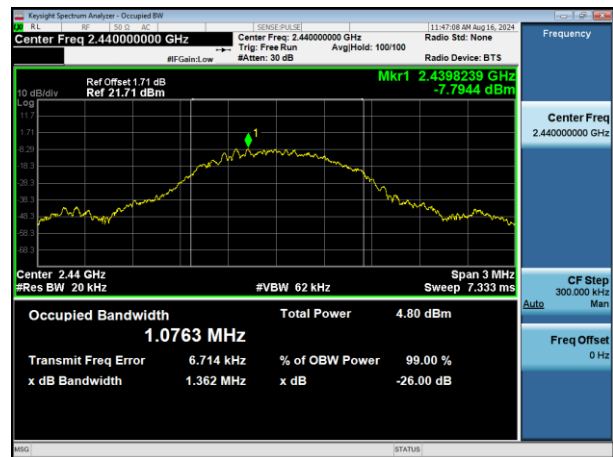 Keysight Spectrum Analyzer - Occupied BW
RL RF 50 Ω AC SENSE:PULSE 11:47:08 AM Aug 16, 2024
Center Freq 2.440000000 GHz Center Freq: 2.440000000 GHz Radio Std: None
Trig: Free Run Avg|Hold: 100/100
#IFGain:Low #Atten: 30 dB Radio Device: BTS
Frequency
Ref Offset 1.71 dB Mkr1 2.4398239 GHz
10 dB/div Ref 21.71 dBm -7.7944 dBm
Log
11.7
1.71
-8.29
-18.3
-28.3
-38.3
-48.3
-58.3
-68.3
1
Center Freq
2.440000000 GHz
Center 2.44 GHz Span 3 MHz
#Res BW 20 kHz #VBW 62 kHz Sweep 7.333 ms
CF Step
300.000 kHz
Auto Man
Occupied Bandwidth Total Power 4.80 dBm
1.0763 MHz
Transmit Freq Error 6.714 kHz % of OBW Power 99.00 %
x dB Bandwidth 1.362 MHz x dB -26.00 dB
Freq Offset
0 Hz
MSG STATUS